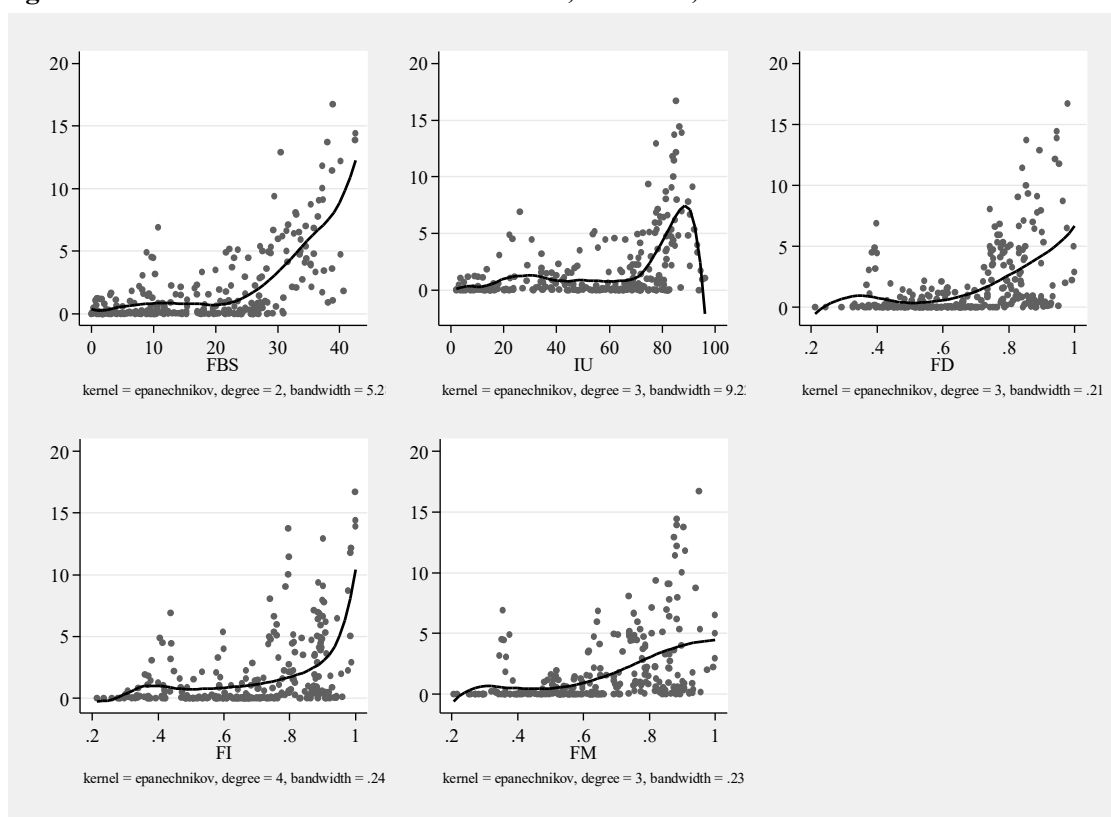 20
15
10
5
0
0 10 20 30 40
FBS
kernel = epanechnikov, degree = 2, bandwidth = 5.2
20
15
10
5
0
0 20 40 60 80 100
IU
kernel = epanechnikov, degree = 3, bandwidth = 9.2
20
15
10
5
0
.2 .4 .6 .8 1
FD
kernel = epanechnikov, degree = 3, bandwidth = .21
20
15
10
5
0
.2 .4 .6 .8 1
FI
kernel = epanechnikov, degree = 4, bandwidth = .24
20
15
10
5
0
.2 .4 .6 .8 1
FM
kernel = epanechnikov, degree = 3, bandwidth = .23